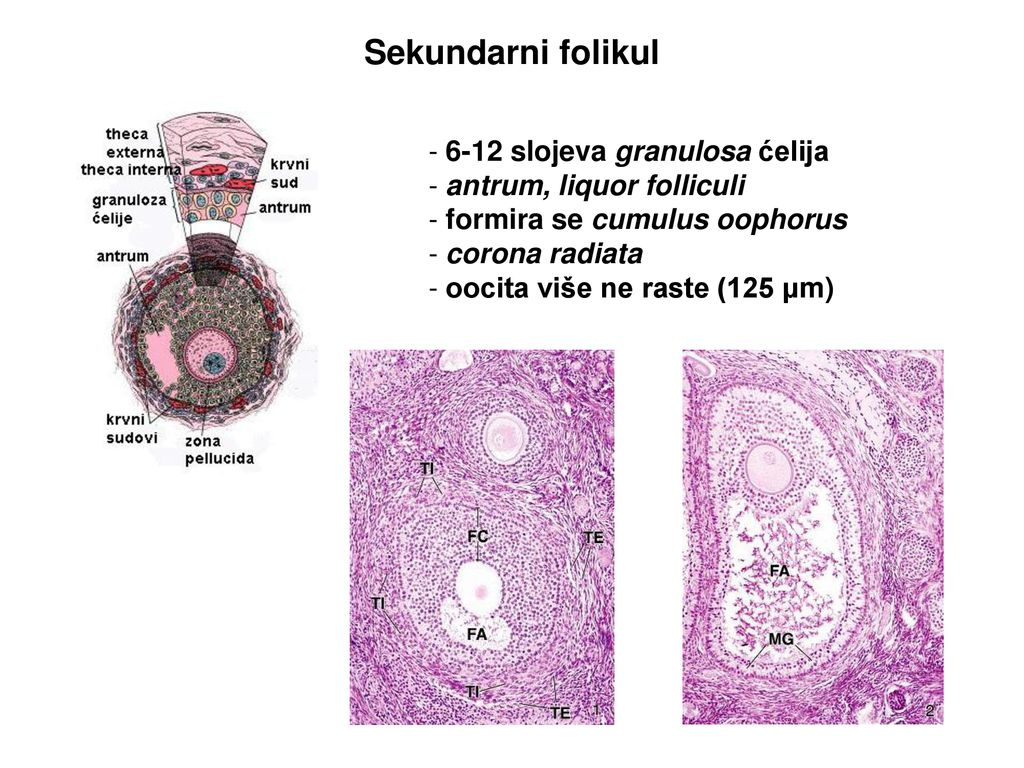 Sekundarni folikul
theca
externa
theca interna
granuloza
ćelije
krvni
sud
antrum
antrum
krvni
sudovi
zona
pellucida
- 6-12 slojeva granulosa ćelija
- antrum, liquor folliculi
- formira se cumulus oophorus
- corona radiata
- oocita više ne raste (125 µm)
TI
FC
TE
TI
FA
TI
TE
1
FA
MG
2